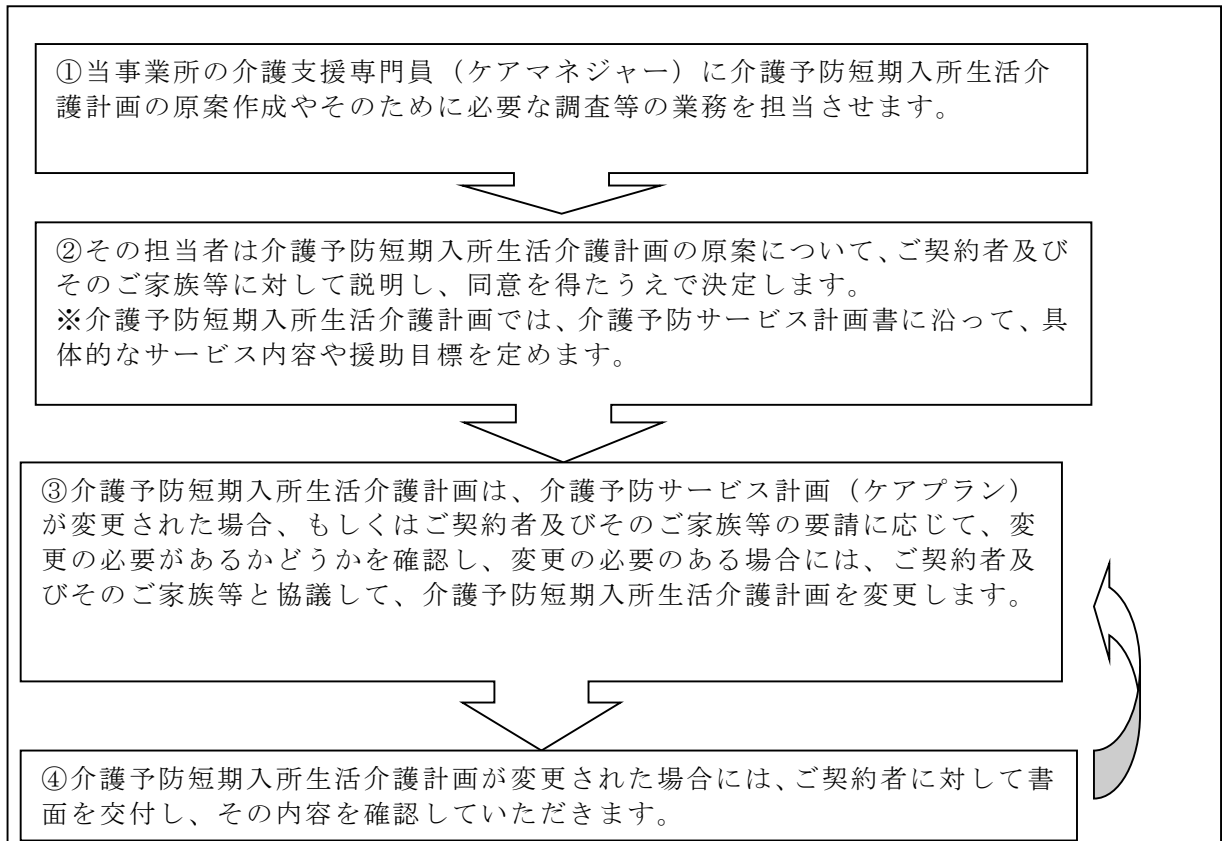 ①当事業所の介護支援専門員（ケアマネジャー）に介護予防短期入所生活介
護計画の原案作成やそのために必要な調査等の業務を担当させます。
②その担当者は介護予防短期入所生活介護計画の原案について、ご契約者及び
そのご家族等に対して説明し、同意を得たうえで決定します。
※介護予防短期入所生活介護計画では、介護予防サービス計画書に沿って、具
体的なサービス内容や援助目標を定めます。
③介護予防短期入所生活介護計画は、介護予防サービス計画（ケアプラン）
が変更された場合、もしくはご契約者及びそのご家族等の要請に応じて、変
更の必要があるかどうかを確認し、変更の必要のある場合には、ご契約者及
びそのご家族等と協議して、介護予防短期入所生活介護計画を変更します。
④介護予防短期入所生活介護計画が変更された場合には、ご契約者に対して書
面を交付し、その内容を確認していただきます。